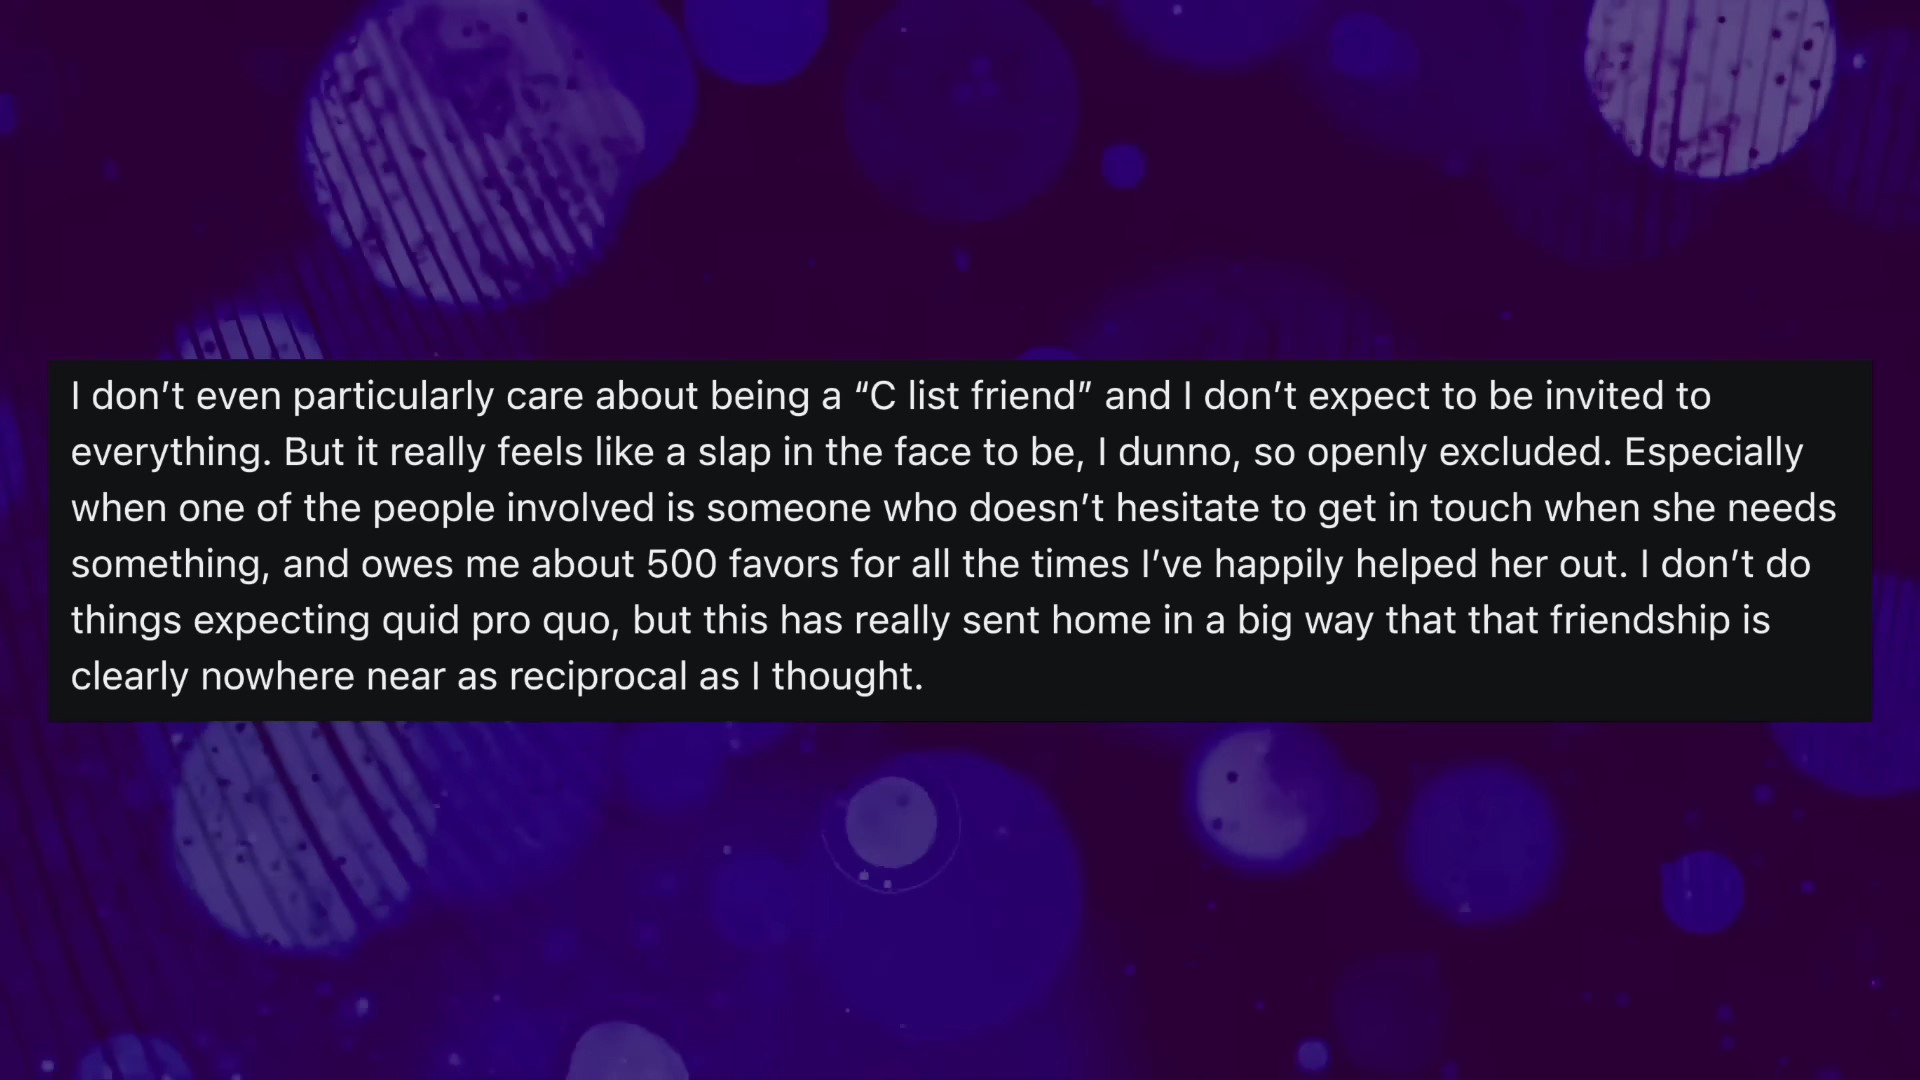 I don’t even particularly care about being a “C list friend” and I don’t expect to be invited to
everything. But it really feels like a slap in the face to be, I dunno, so openly excluded. Especially
when one of the people involved is someone who doesn’t hesitate to get in touch when she needs
something, and owes me about 500 favors for all the times I’ve happily helped her out. I don’t do
things expecting quid pro quo, but this has really sent home in a big way that that friendship is
clearly nowhere near as reciprocal as I thought.